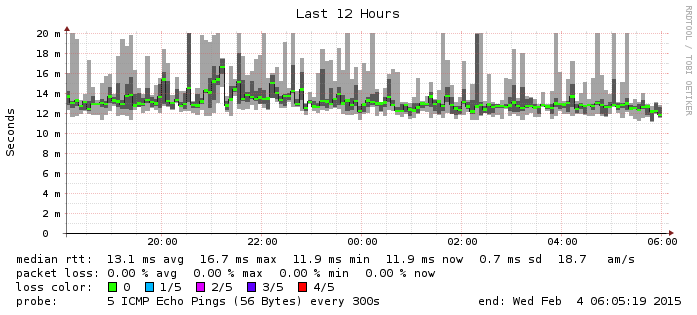 Last 12 Hours
RRDTOOL / TOBI OETIKER
Seconds
20 m
18 m
16 m
14 m
12 m
10 m
8 m
6 m
4 m
2 m
0
20:00 22:00 00:00 02:00 04:00 06:00
median rtt: 13.1 ms avg 16.7 ms max 11.9 ms min 11.9 ms now 0.7 ms sd 18.7 am/s
packet loss: 0.00 % avg 0.00 % max 0.00 % min 0.00 % now
loss color: 0 1/5 2/5 3/5 4/5
probe: 5 ICMP Echo Pings (56 Bytes) every 300s end: Wed Feb 4 06:05:19 2015